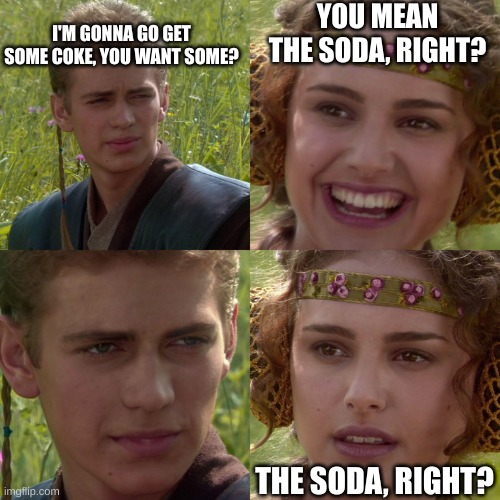 I'M GONNA GO GET
SOME COKE, YOU WANT SOME?
YOU MEAN
THE SODA, RIGHT?
THE SODA, RIGHT?
imgflip.com